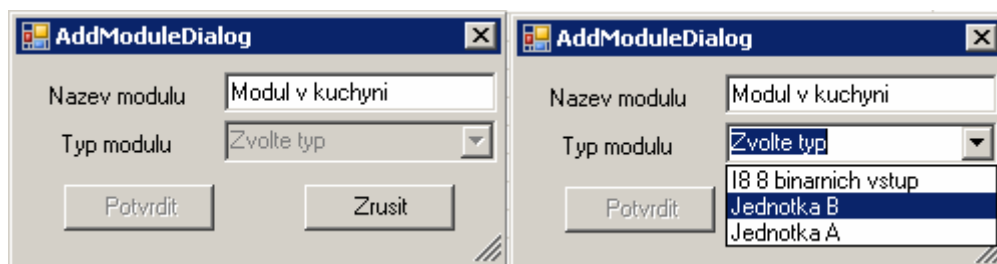 AddModuleDialog
Nazev modulu Modul v kuchyni
Typ modulu Zvolte typ
Potvrdit Zrusit
AddModuleDialog
Nazev modulu Modul v kuchyni
Typ modulu Zvolte typ
I8 8 binarnich vstup
Potvrdit Jednotka B
Jednotka A